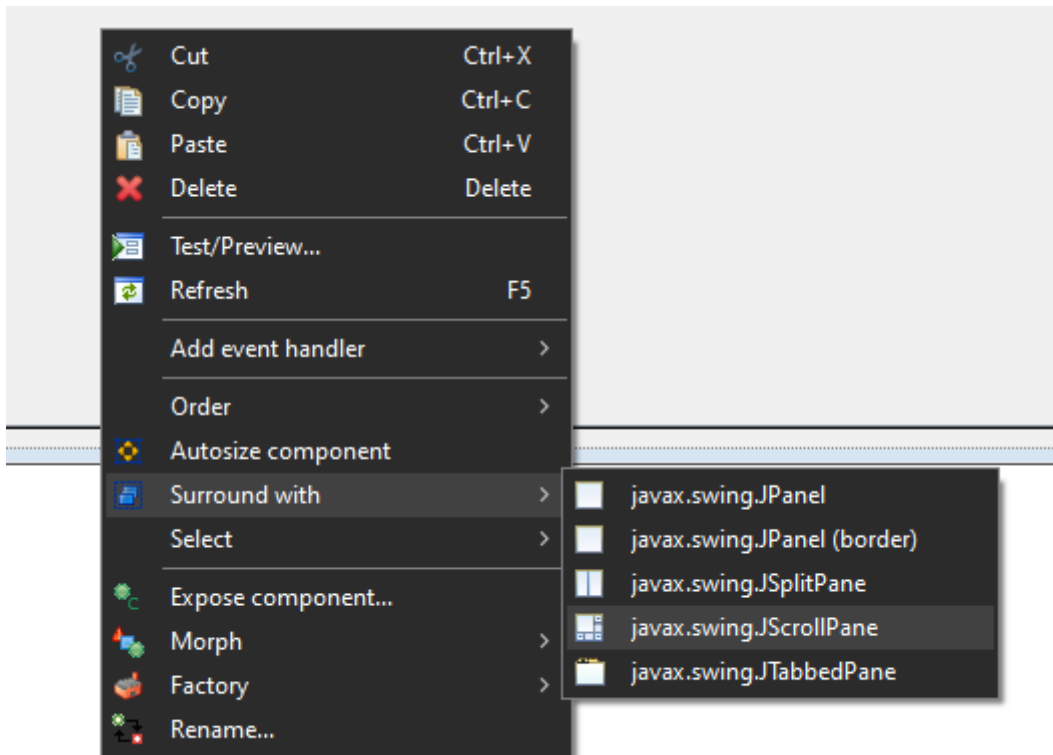 Cut Ctrl+X
Copy Ctrl+C
Paste Ctrl+V
Delete Delete
Test/Preview...
Refresh F5
Add event handler
Order
Autosize component
Surround with
Select
Expose component...
Morph
Factory
Rename...
javax.swing.JPanel
javax.swing.JPanel (border)
javax.swing.JSplitPane
javax.swing.JScrollPane
javax.swing.JTabbedPane